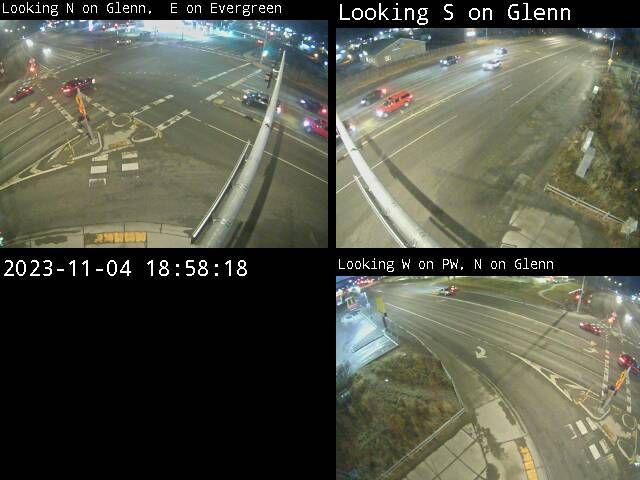 Looking N on Glenn,  E on Evergreen
Looking S on Glenn
2023-11-04 18:58:18
Looking W on PW, N on Glenn